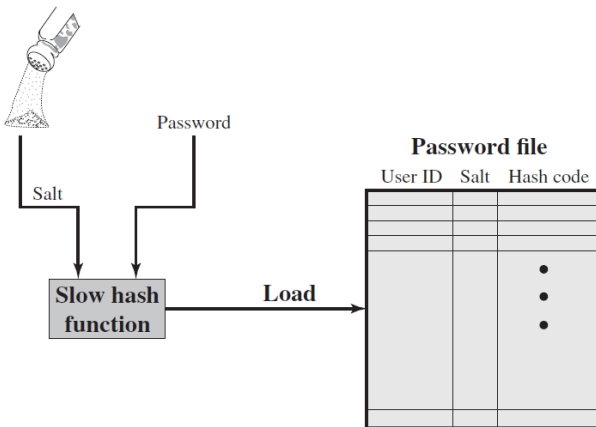 Password
Salt
Slow hash
function
Load
Password file
User ID Salt Hash code